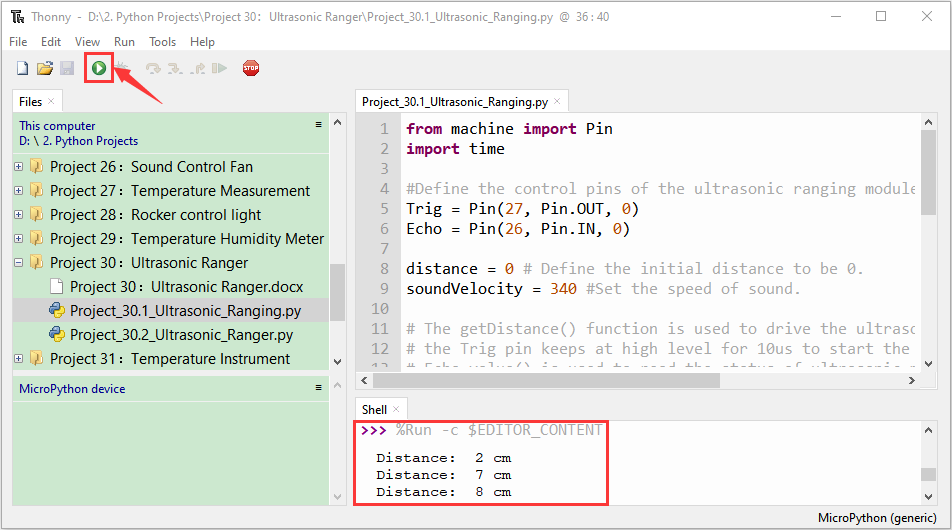 Thonny - D:\2. Python Projects\Project 30：Ultrasonic Ranger\Project_30.1_Ultrasonic_Ranging.py @ 36:40
File Edit View Run Tools Help
STOP
Files
This computer
D: \ 2. Python Projects
Project 26：Sound Control Fan
Project 27：Temperature Measurement
Project 28：Rocker control light
Project 29：Temperature Humidity Meter
Project 30：Ultrasonic Ranger
Project 30：Ultrasonic Ranger.docx
Project_30.1_Ultrasonic_Ranging.py
Project_30.2_Ultrasonic_Ranger.py
Project 31：Temperature Instrument
MicroPython device
Project_30.1_Ultrasonic_Ranging.py
1 from machine import Pin
2 import time
3
4 #Define the control pins of the ultrasonic ranging module
5 Trig = Pin(27, Pin.OUT, 0)
6 Echo = Pin(26, Pin.IN, 0)
7
8 distance = 0 # Define the initial distance to be 0.
9 soundVelocity = 340 #Set the speed of sound.
10
11 # The getDistance() function is used to drive the ultraso
12 # the Trig pin keeps at high level for 10us to start the
Shell
>>> %Run -c $EDITOR_CONTENT
Distance: 2 cm
Distance: 7 cm
Distance: 8 cm
MicroPython (generic)